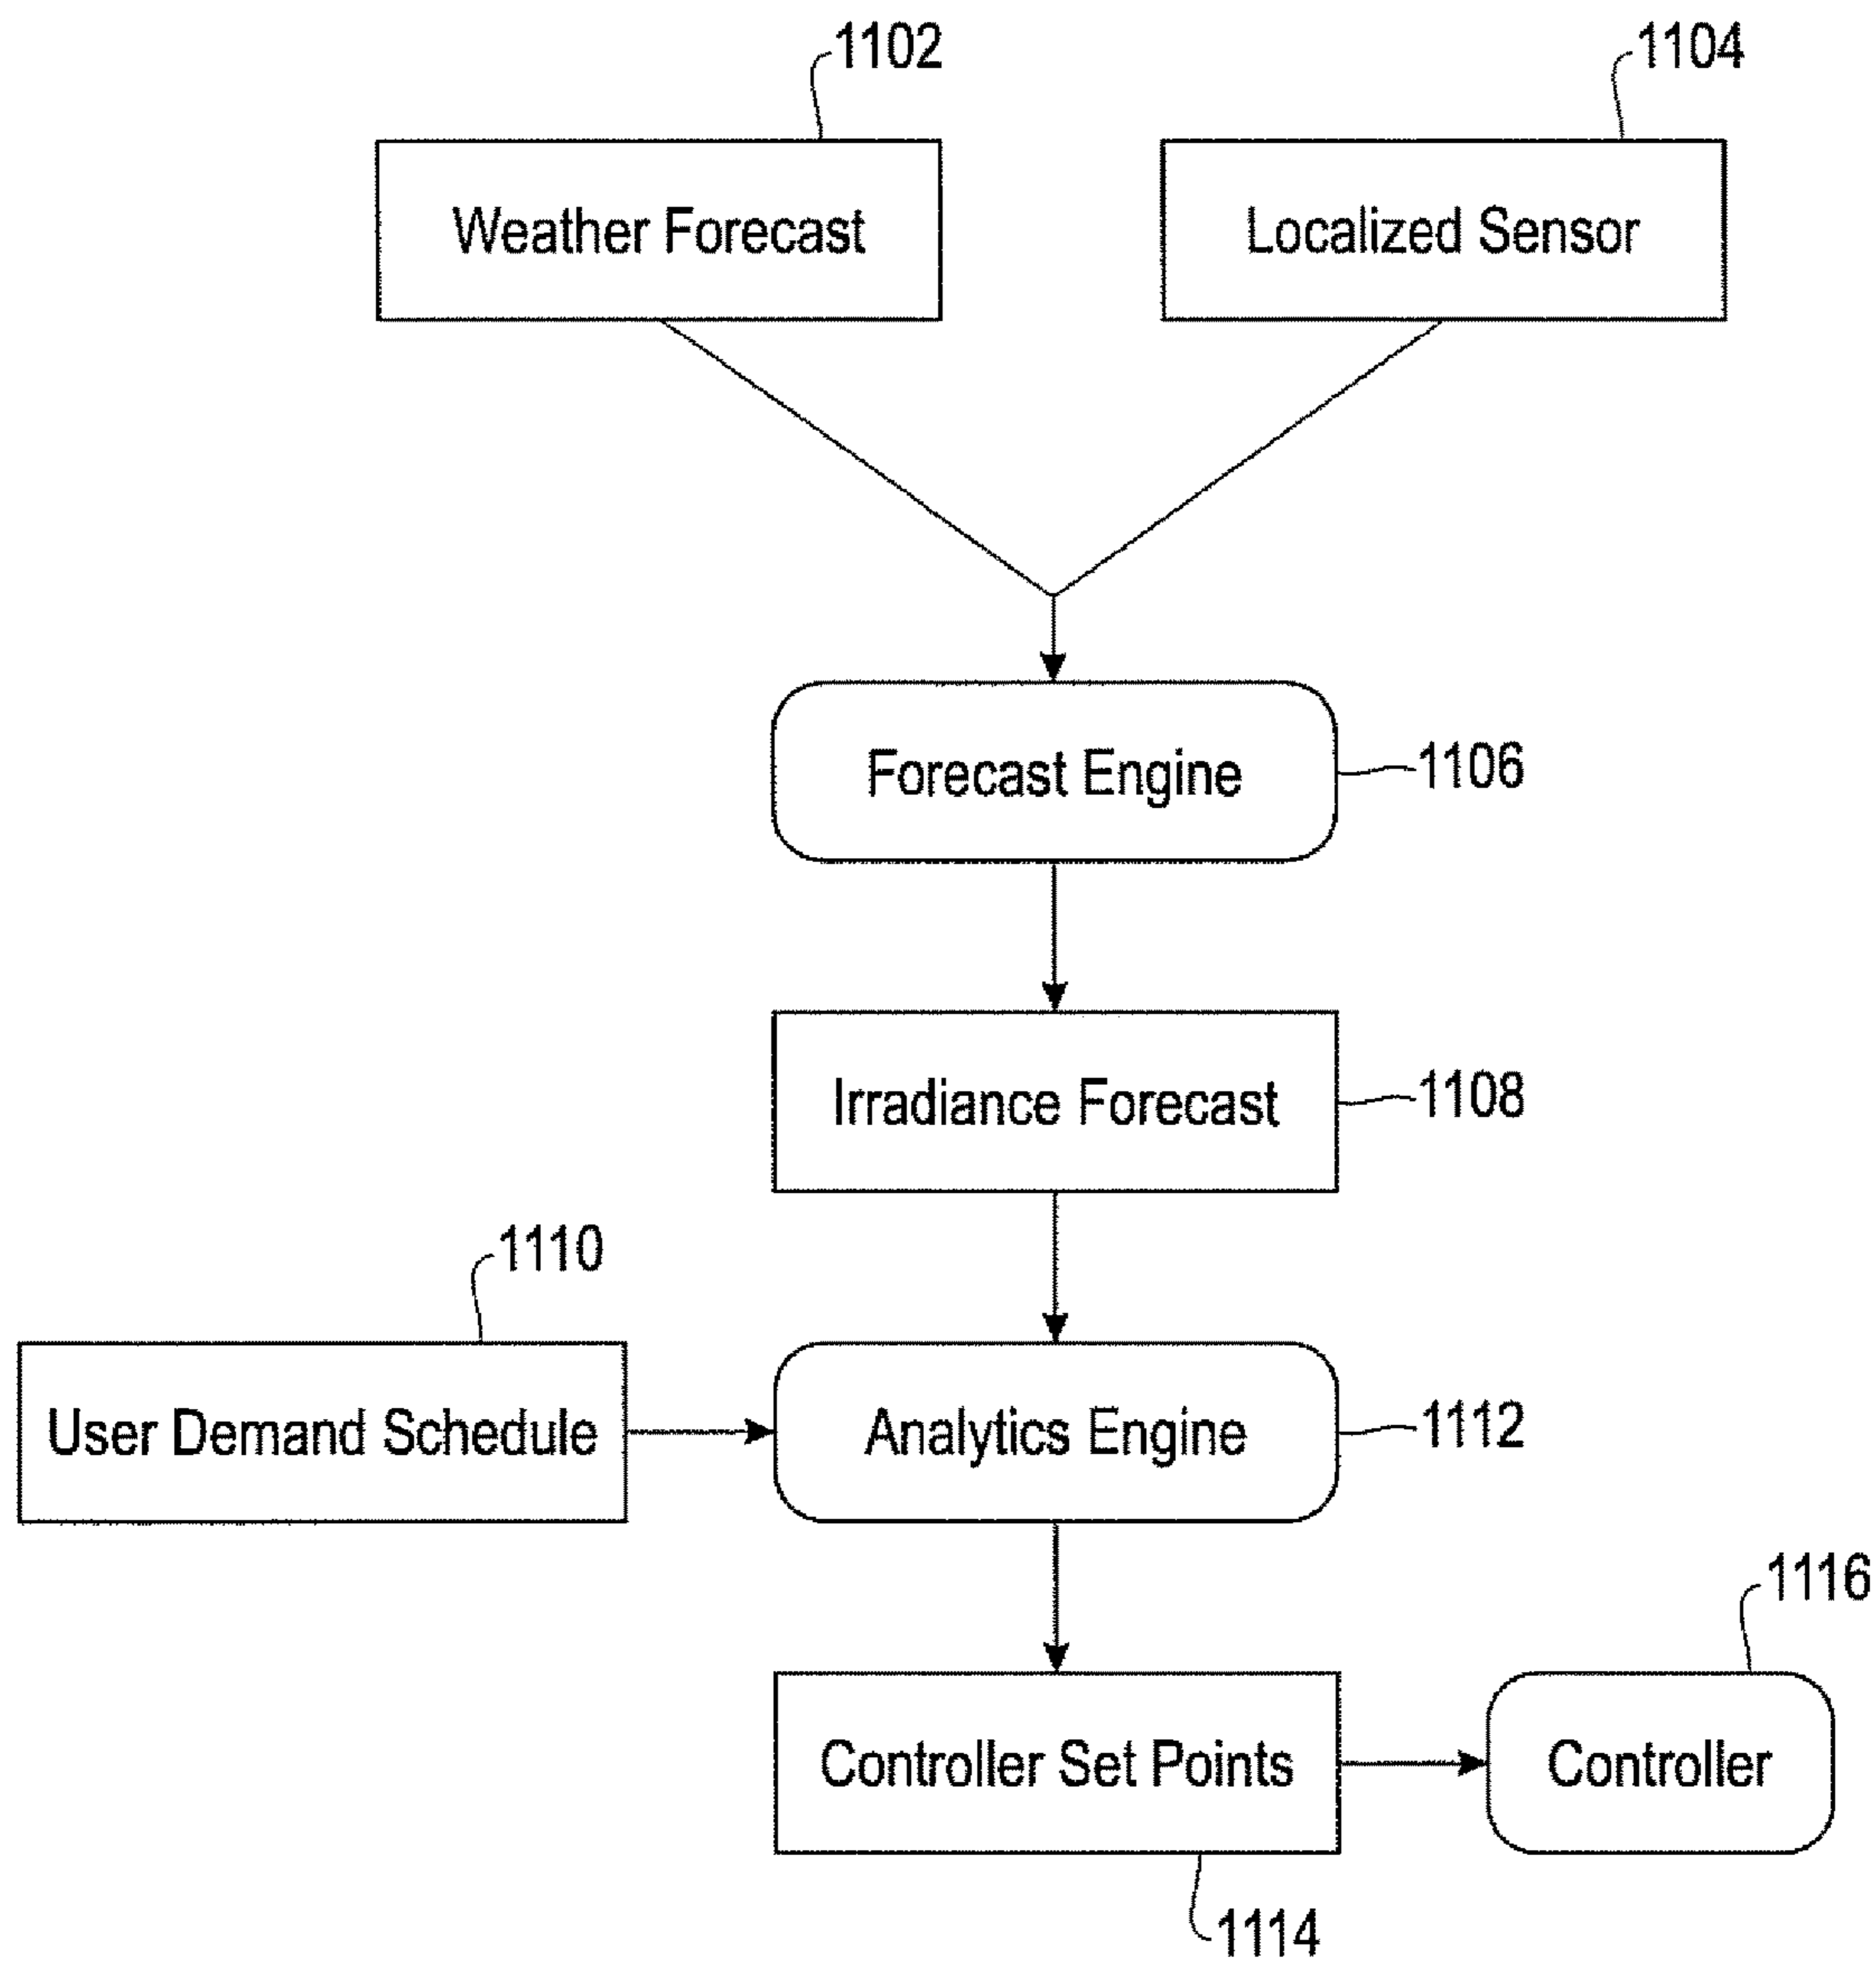 1102
1104
Weather Forecast
Localized Sensor
Forecast Engine
1106
Irradiance Forecast
1108
1110
User Demand Schedule
Analytics Engine
1112
1116
Controller Set Points
Controller
1114